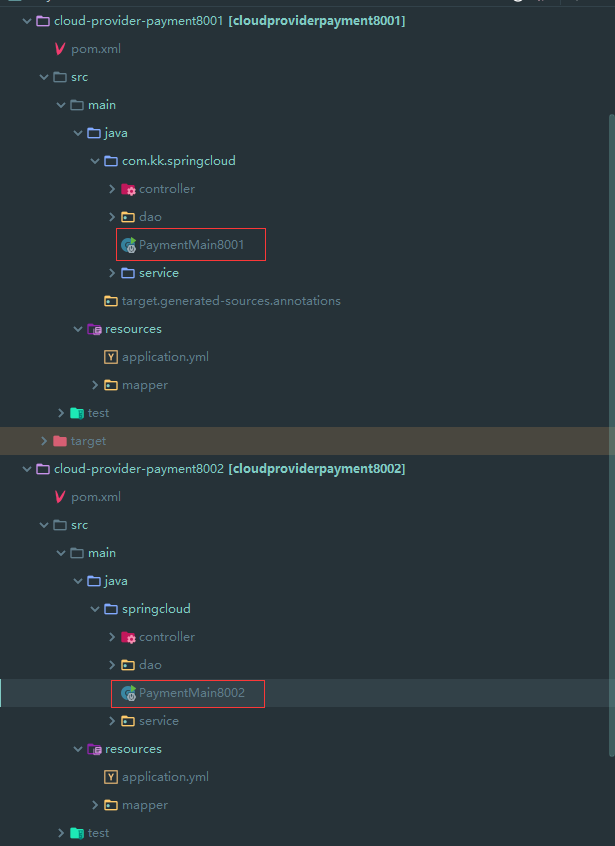 cloud-provider-payment8001 [cloudproviderpayment8001]
pom.xml
src
main
java
com.kk.springcloud
controller
dao
PaymentMain8001
service
target.generated-sources.annotations
resources
application.yml
mapper
test
target
cloud-provider-payment8002 [cloudproviderpayment8002]
pom.xml
src
main
java
springcloud
controller
dao
PaymentMain8002
service
resources
application.yml
mapper
test